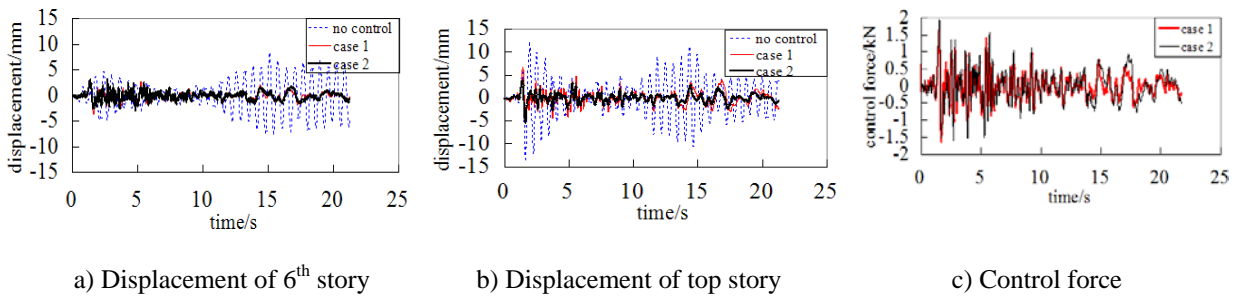 displacement/mm
15
10
5
0
-5
-10
-15
0 5 10 15 20 25
time/s
no control
case 1
case 2
a) Displacement of 6th story
displacement/mm
15
10
5
0
-5
-10
-15
0 5 10 15 20 25
time/s
no control
case 1
case 2
b) Displacement of top story
control force/kN
2
1.5
1
0.5
0
-0.5
-1
-1.5
-2
0 5 10 15 20 25
time/s
case 1
case 2
c) Control force